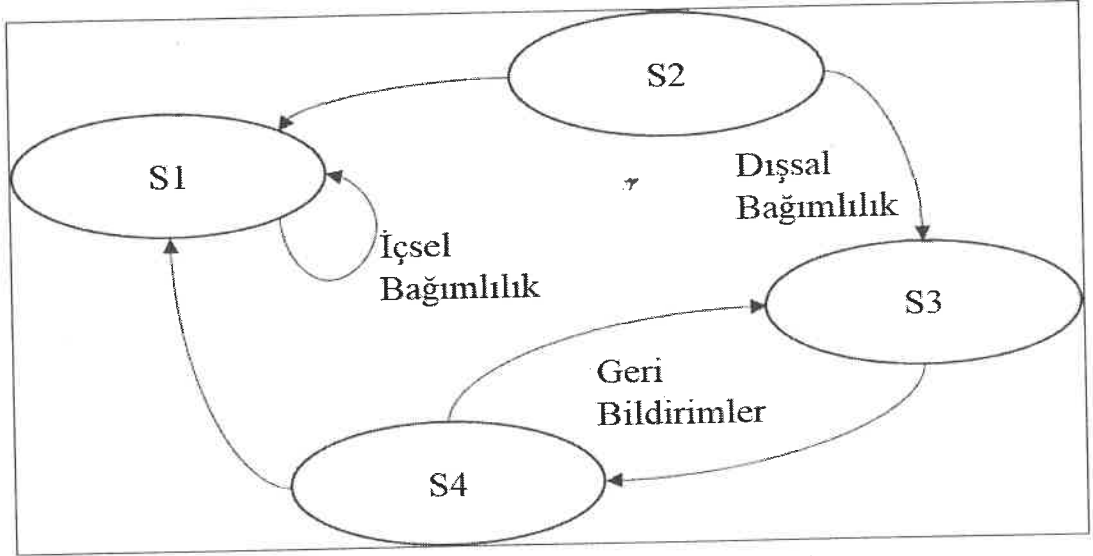 S2
S1
Dışsal
Bağımlılık
İçsel
Bağımlılık
S3
Geri
Bildirimler
S4